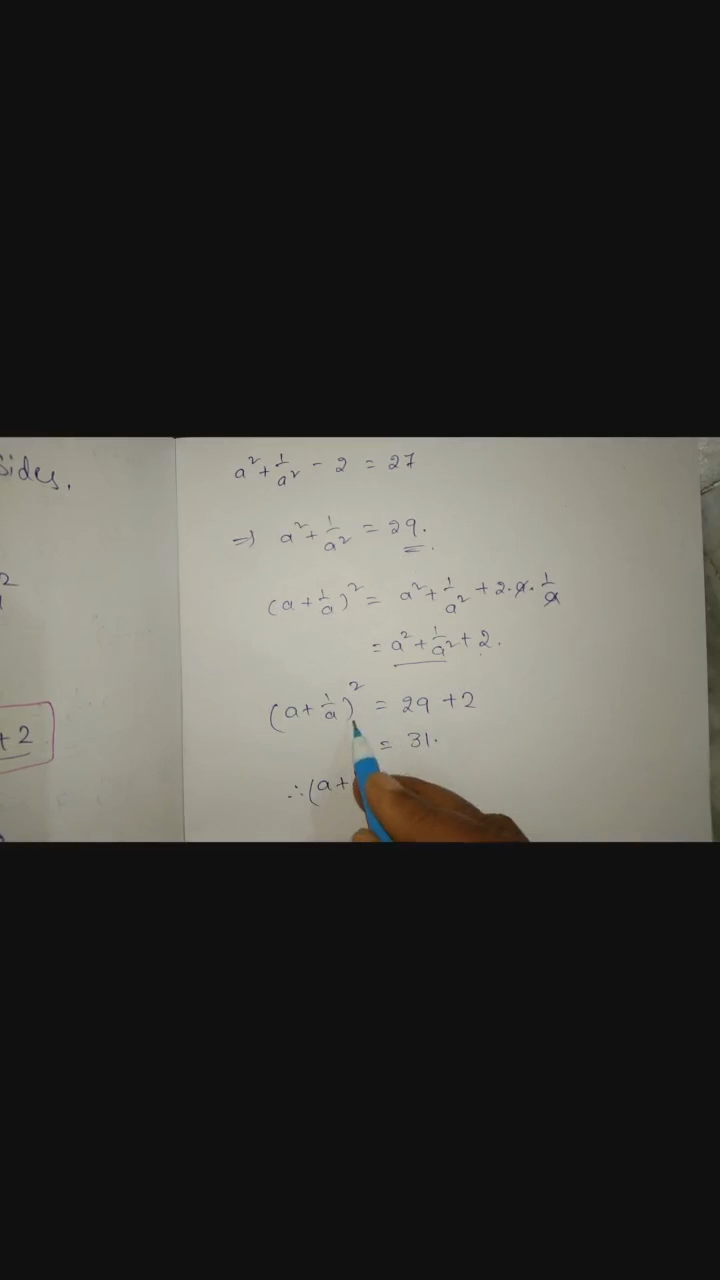 sides.
a² + 1/a² - 2 = 27
⇒ a² + 1/a² = 29.
(a + 1/a)² = a² + 1/a² + 2·a·1/a
= a² + 1/a² + 2.
(a + 1/a)² = 29 + 2
+ 2
= 31.
∴ (a +